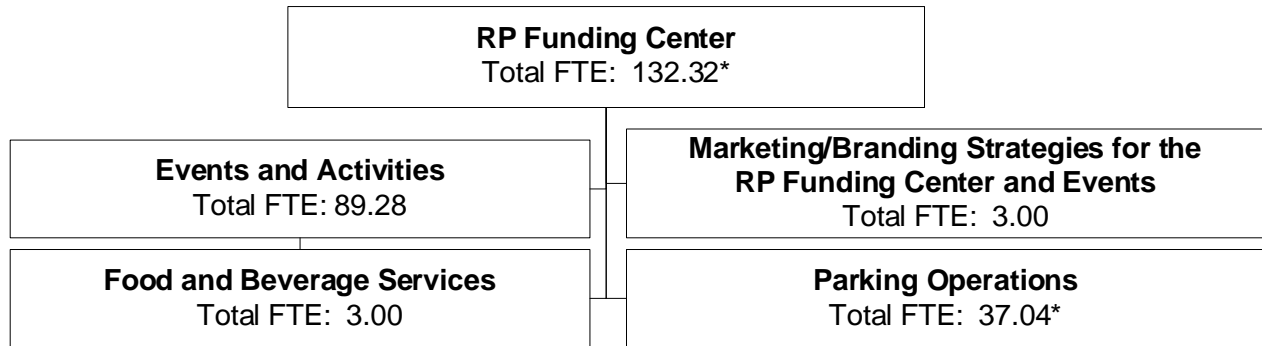 RP Funding Center
Total FTE: 132.32*
Events and Activities
Total FTE: 89.28
Marketing/Branding Strategies for the
RP Funding Center and Events
Total FTE: 3.00
Food and Beverage Services
Total FTE: 3.00
Parking Operations
Total FTE: 37.04*